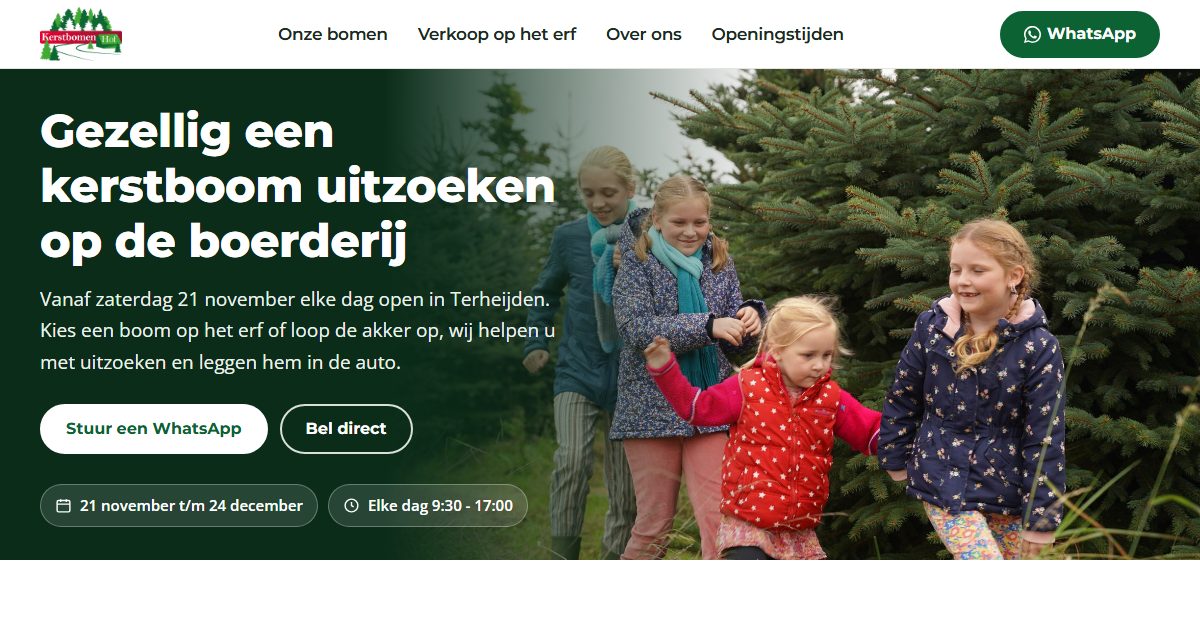 Kerstbomen Hof
Onze bomen
Verkoop op het erf
Over ons
Openingstijden
WhatsApp
Gezellig een
kerstboom uitzoeken
op de boerderij
Vanaf zaterdag 21 november elke dag open in Terheijden.
Kies een boom op het erf of loop de akker op, wij helpen u
met uitzoeken en leggen hem in de auto.
Stuur een WhatsApp
Bel direct
21 november t/m 24 december
Elke dag 9:30 - 17:00